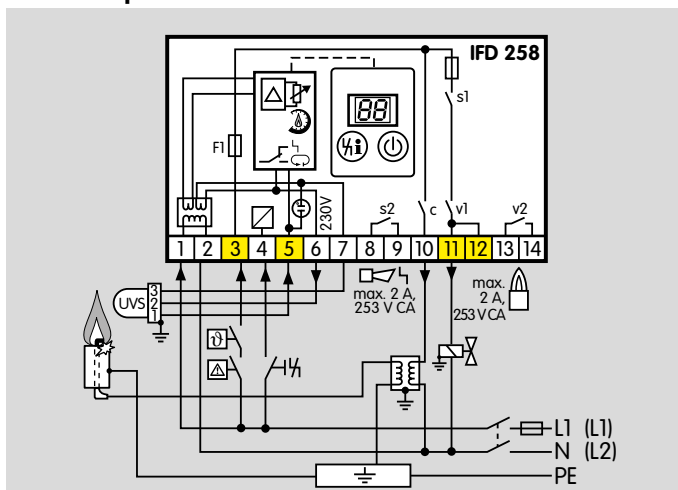 IFD 258
88
s1
F1
i
230V
s2
c
v1
v2
1 2 3 4 5 6 7 8 9 10 11 12 13 14
max. 2 A,
253 V CA
max.
2 A,
253 V CA
UVS
3
2
1
ϑ
L1 (L1)
N (L2)
PE